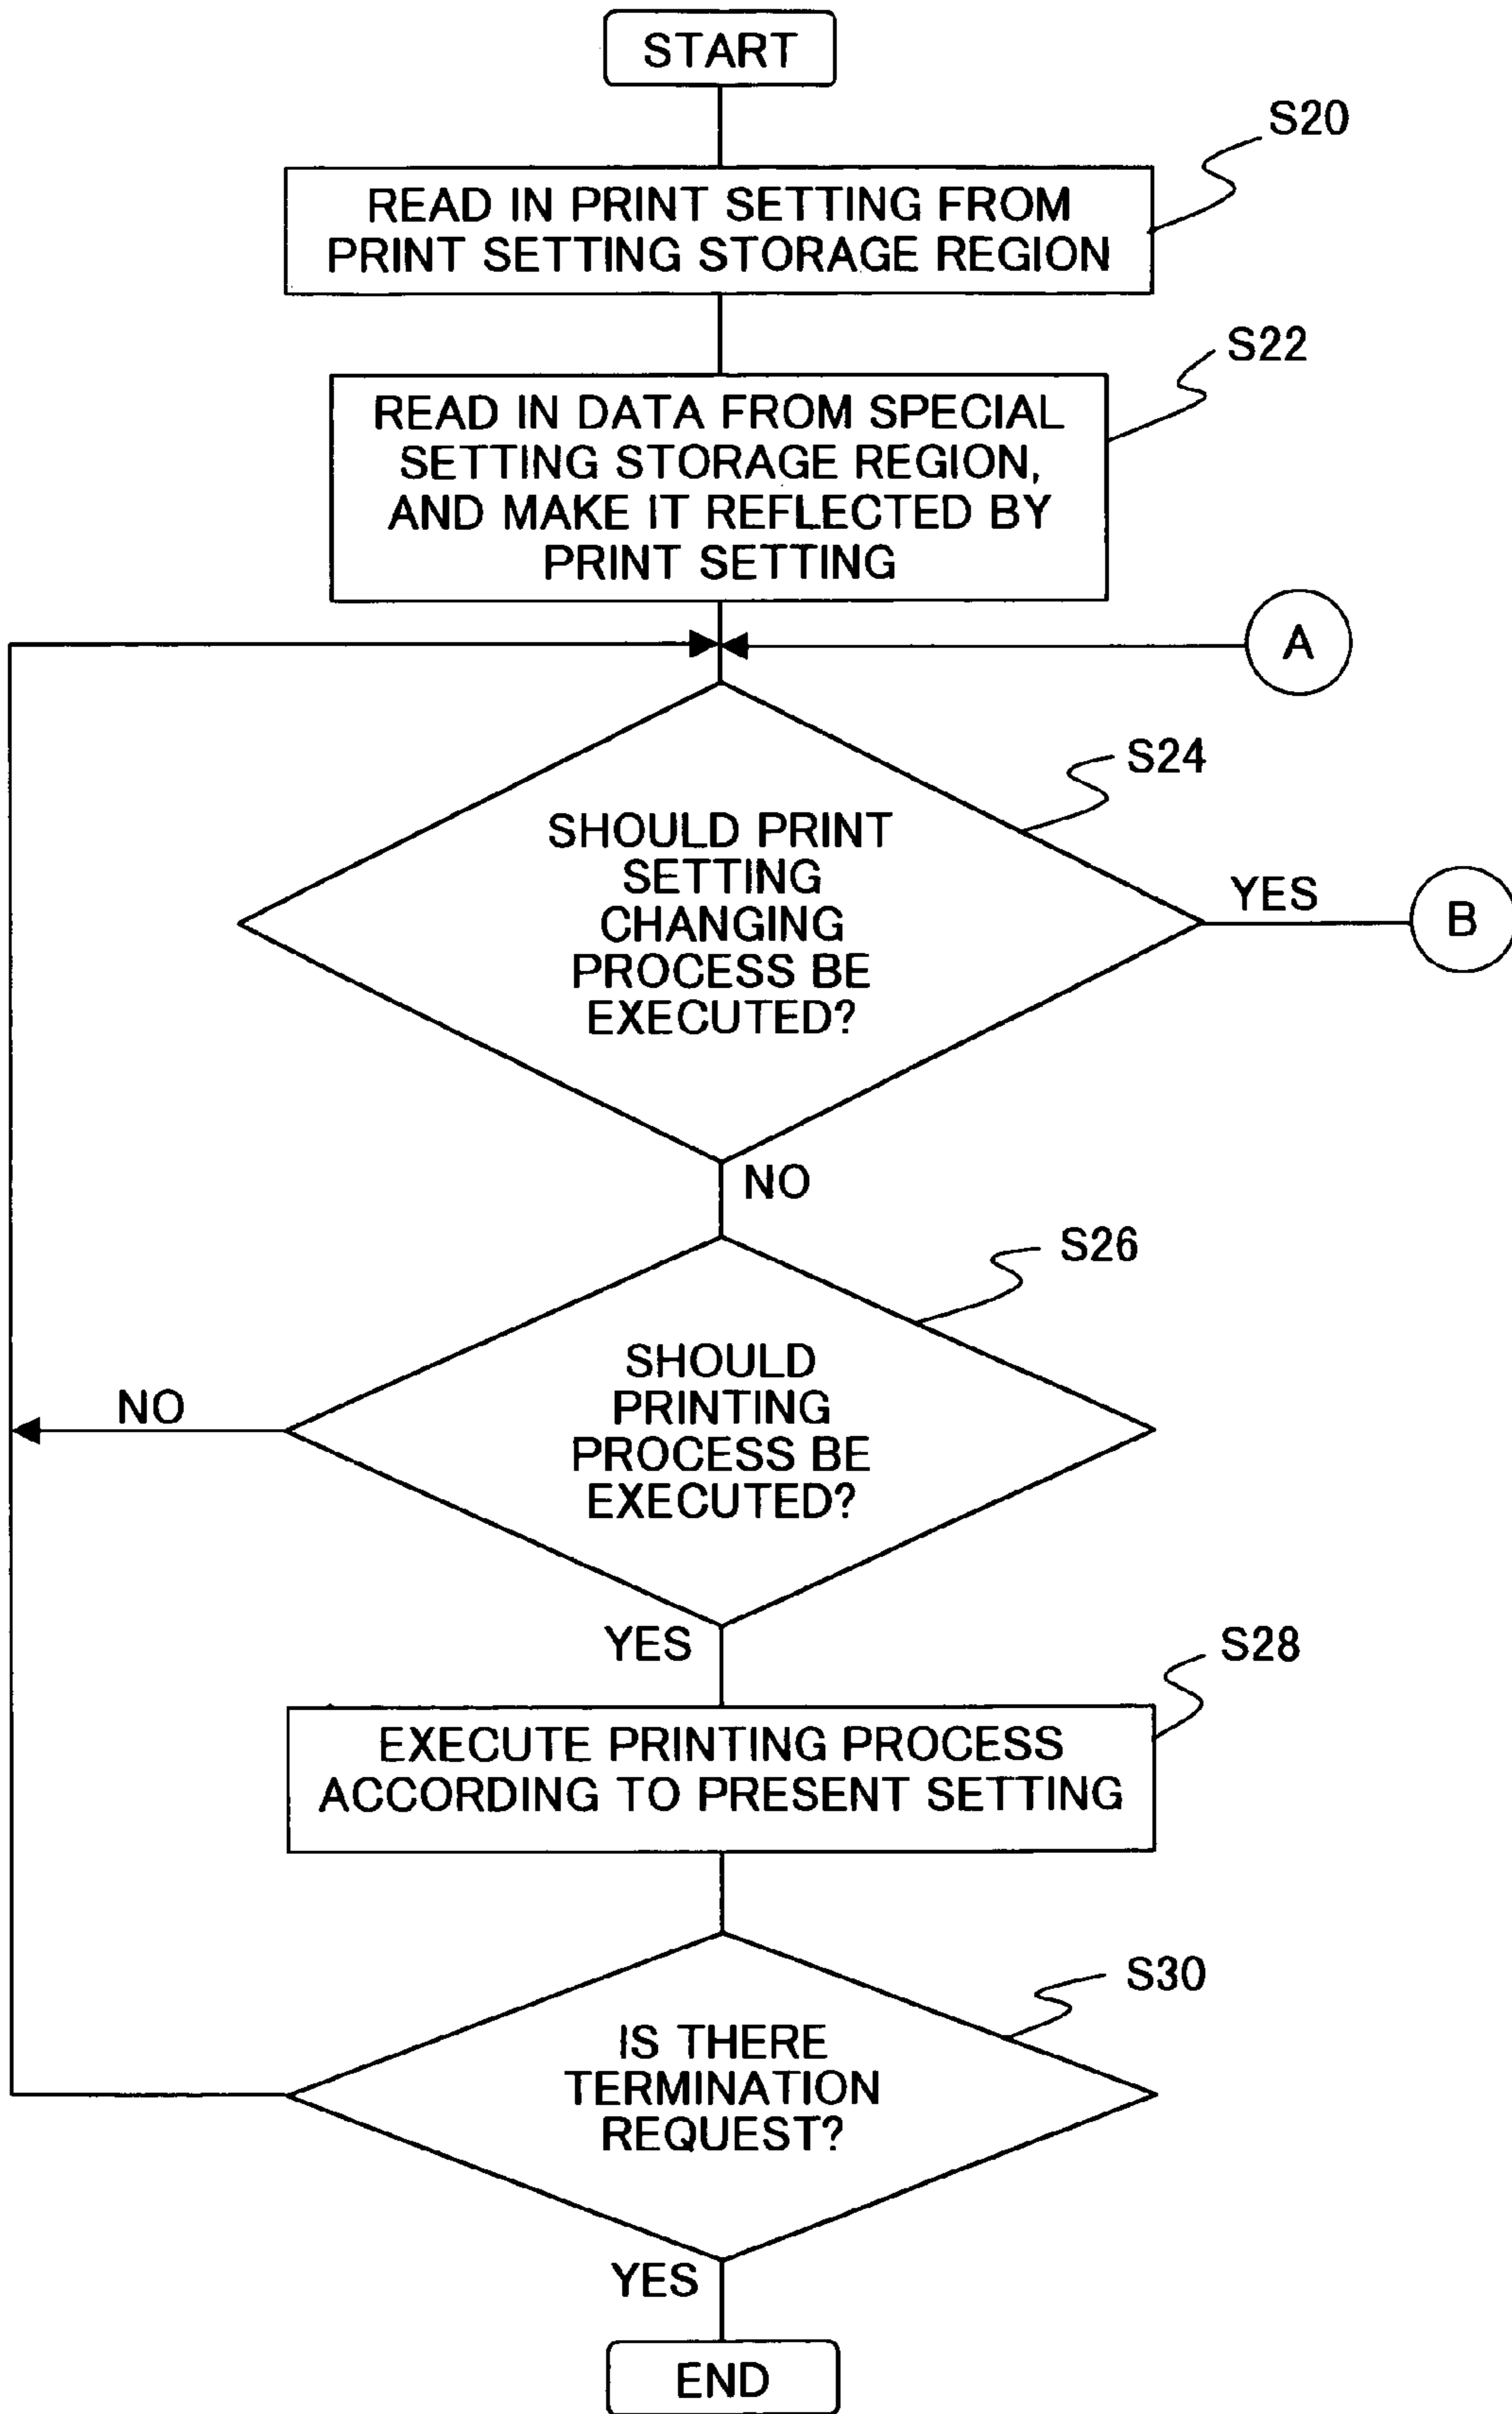 START
S20
READ IN PRINT SETTING FROM
PRINT SETTING STORAGE REGION
S22
READ IN DATA FROM SPECIAL
SETTING STORAGE REGION,
AND MAKE IT REFLECTED BY
PRINT SETTING
A
S24
SHOULD PRINT
SETTING
CHANGING
PROCESS BE
EXECUTED?
YES
B
NO
S26
SHOULD
PRINTING
PROCESS BE
EXECUTED?
NO
YES
S28
EXECUTE PRINTING PROCESS
ACCORDING TO PRESENT SETTING
S30
IS THERE
TERMINATION
REQUEST?
YES
END